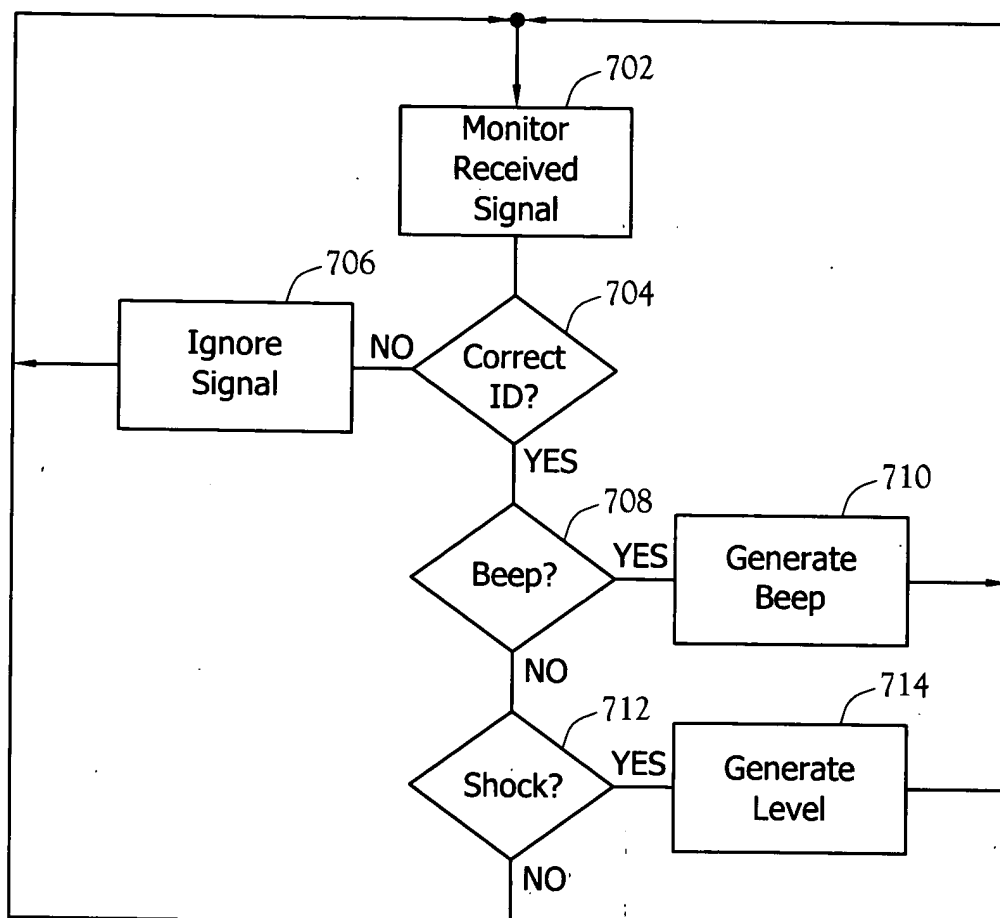 702
Monitor
Received
Signal
706
704
Ignore
Signal
NO
Correct
ID?
YES
708
710
Beep?
YES
Generate
Beep
NO
712
714
Shock?
YES
Generate
Level
NO